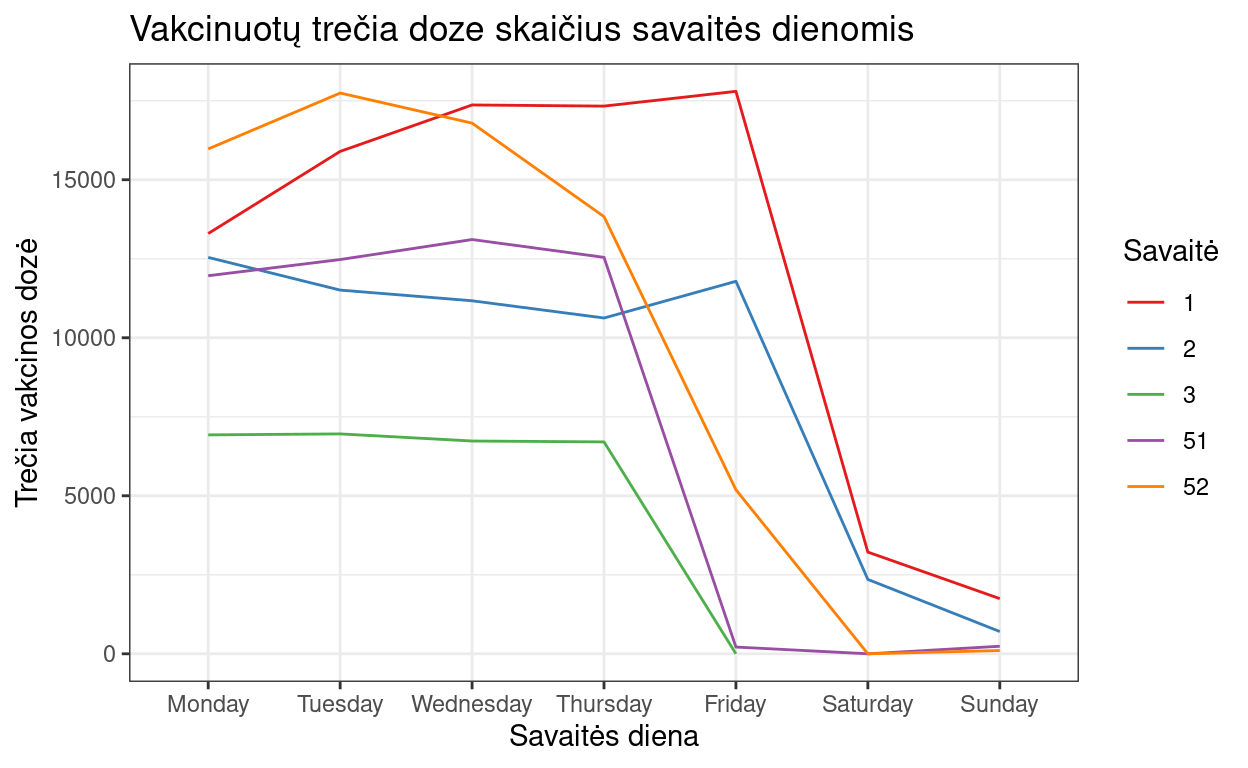 Vakcinuotų trečia doze skaičius savaitės dienomis
Trečia vakcinos dozė
15000
10000
5000
0
Monday
Tuesday
Wednesday
Thursday
Friday
Saturday
Sunday
Savaitės diena
Savaitė
1
2
3
51
52